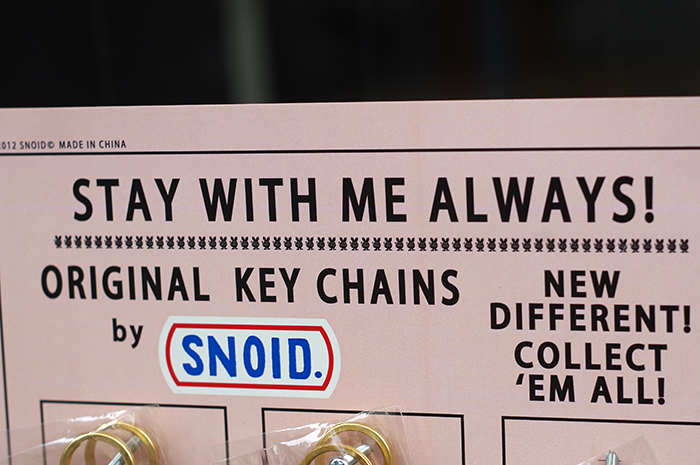 2012 SNOID© MADE IN CHINA
STAY WITH ME ALWAYS!
ORIGINAL KEY CHAINS
by SNOID.
NEW
DIFFERENT!
COLLECT
'EM ALL!